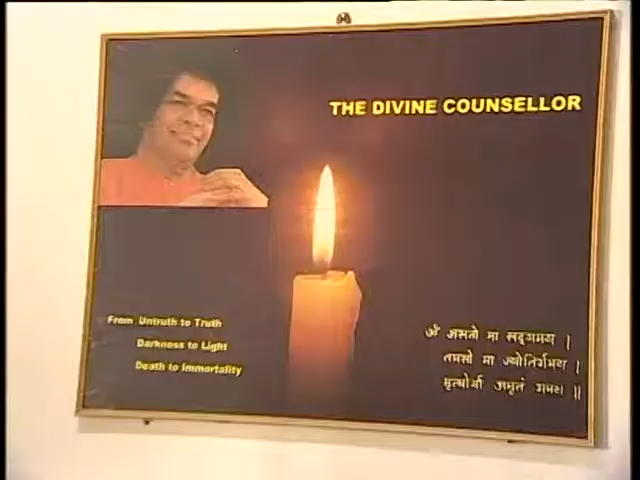 THE DIVINE COUNSELLOR
From Untruth to Truth
Darkness to Light
Death to Immortality
ॐ असतो मा सद्गमय ।
तमसो मा ज्योतिर्गमय ।
मृत्योर्मा अमृतं गमय ॥